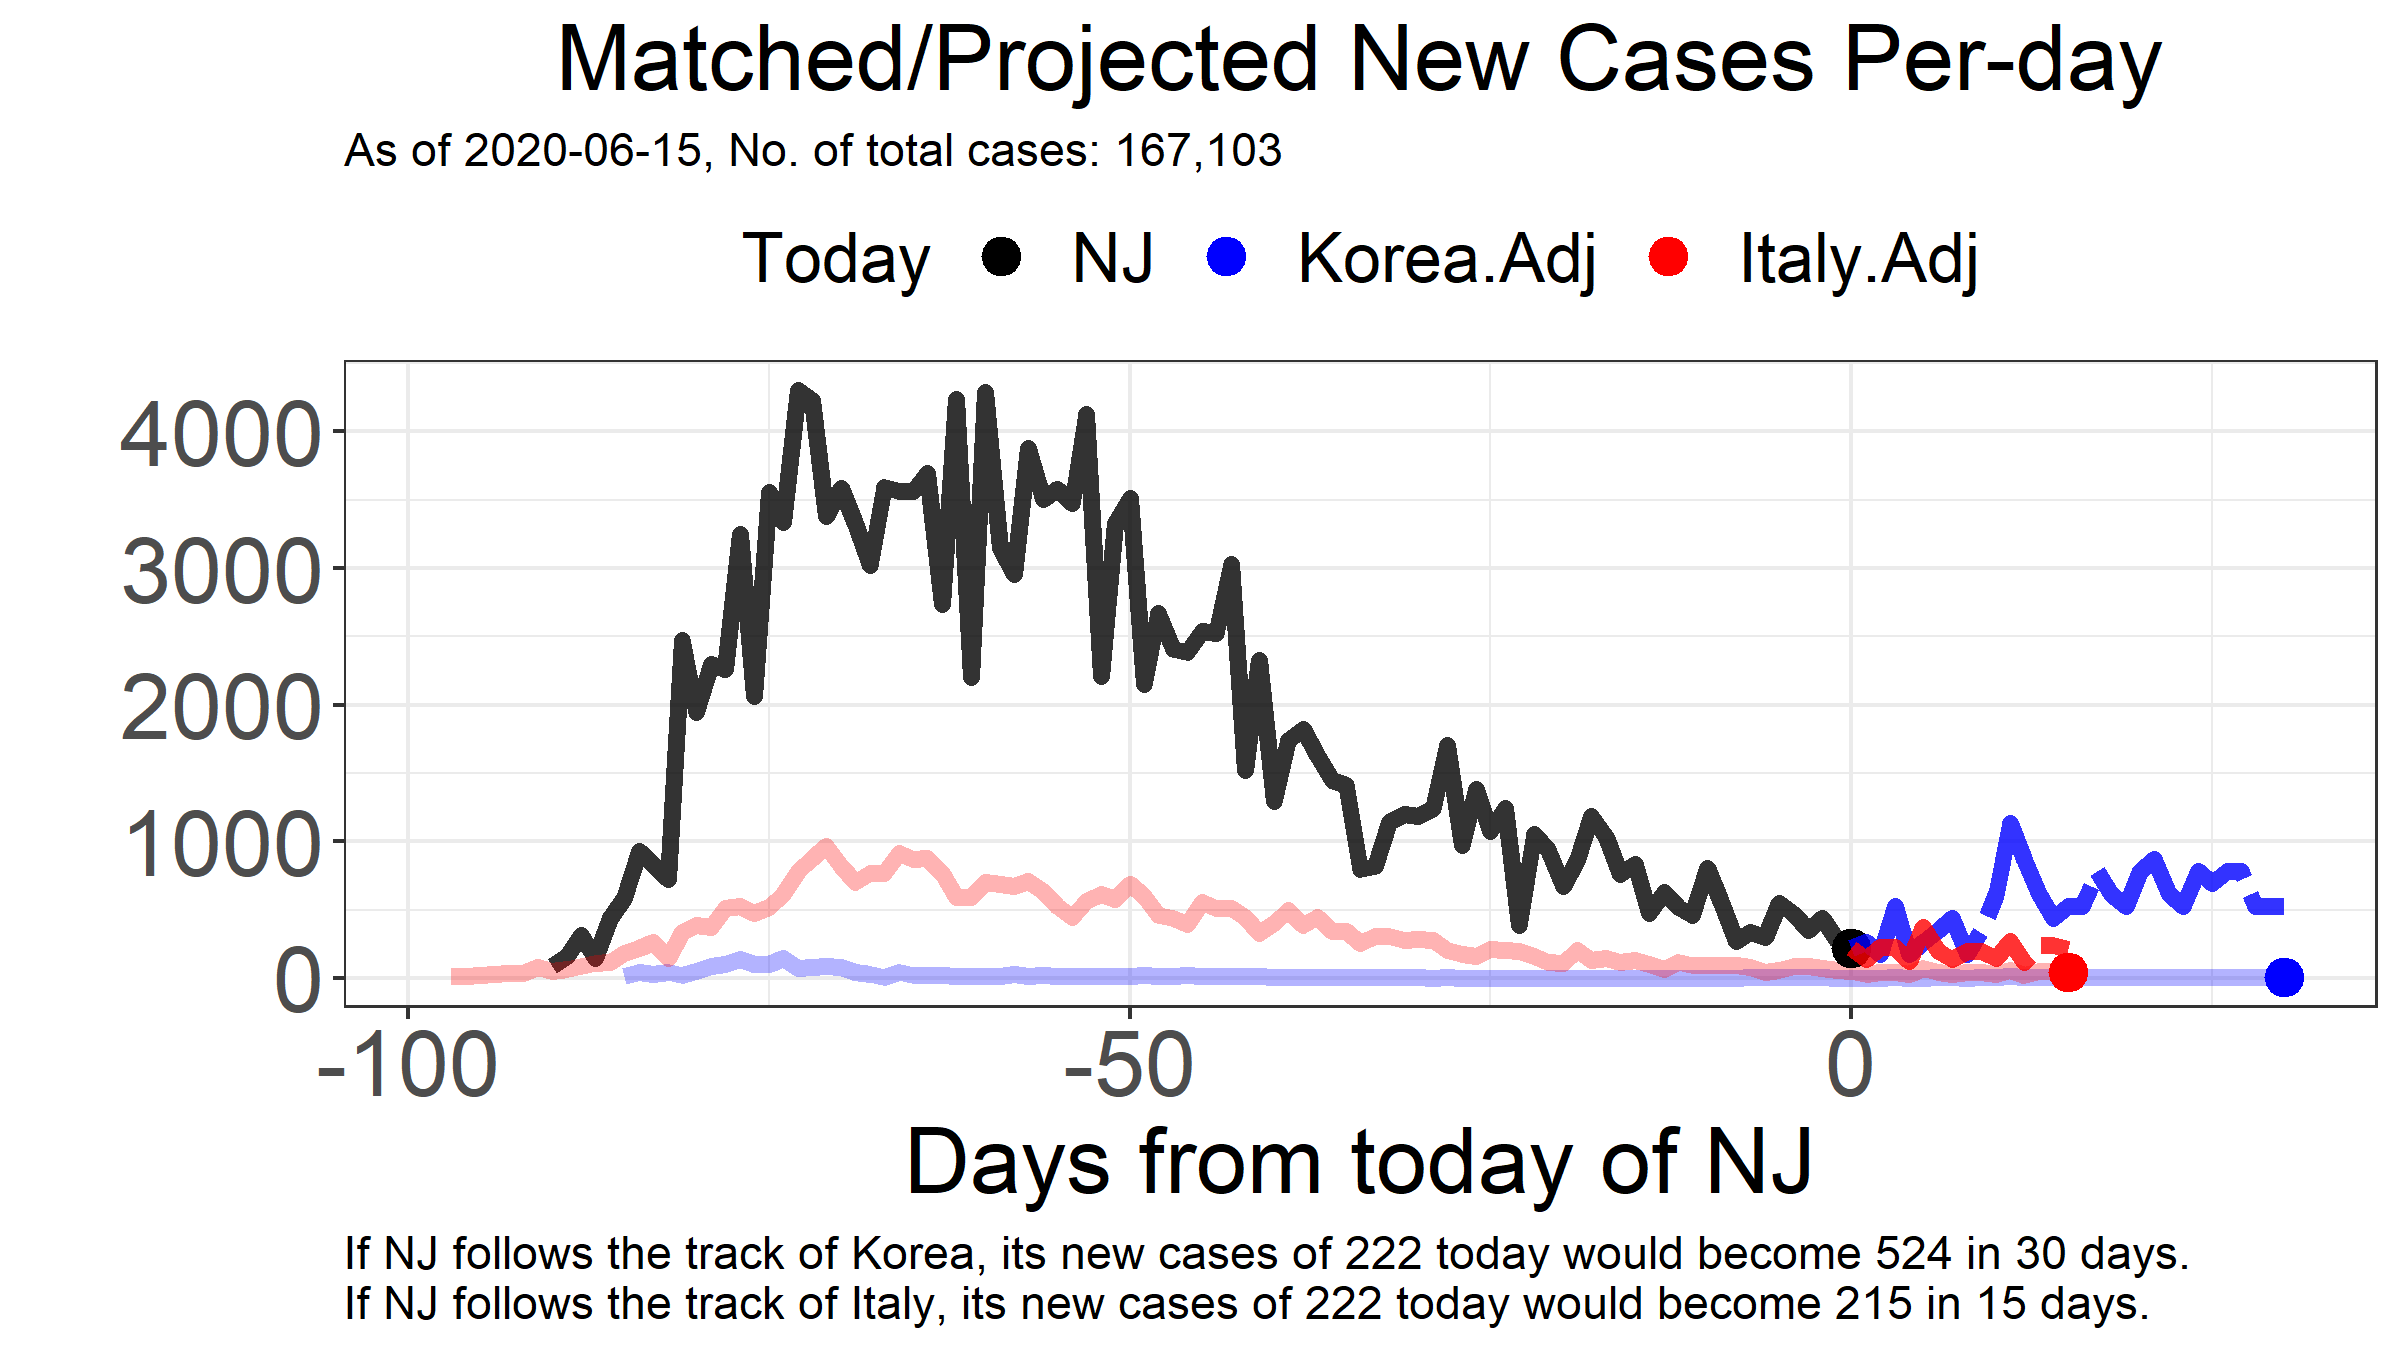 Matched/Projected New Cases Per-day
As of 2020-06-15, No. of total cases: 167,103
Today NJ Korea.Adj Italy.Adj
4000
3000
2000
1000
0
-100 -50 0
Days from today of NJ
If NJ follows the track of Korea, its new cases of 222 today would become 524 in 30 days.
If NJ follows the track of Italy, its new cases of 222 today would become 215 in 15 days.